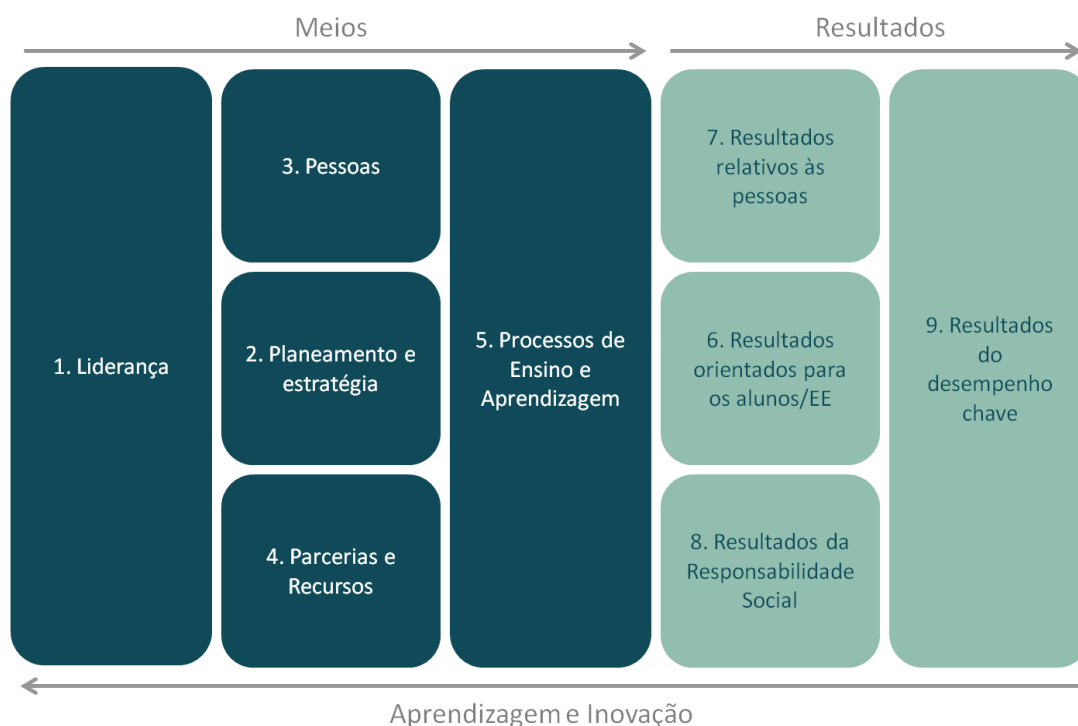 Meios
Resultados
1. Liderança
3. Pessoas
2. Planeamento e
estratégia
4. Parcerias e
Recursos
5. Processos de
Ensino e
Aprendizagem
7. Resultados
relativos às
pessoas
6. Resultados
orientados para
os alunos/EE
8. Resultados da
Responsabilidade
Social
9. Resultados
do
desempenho
chave
Aprendizagem e Inovação